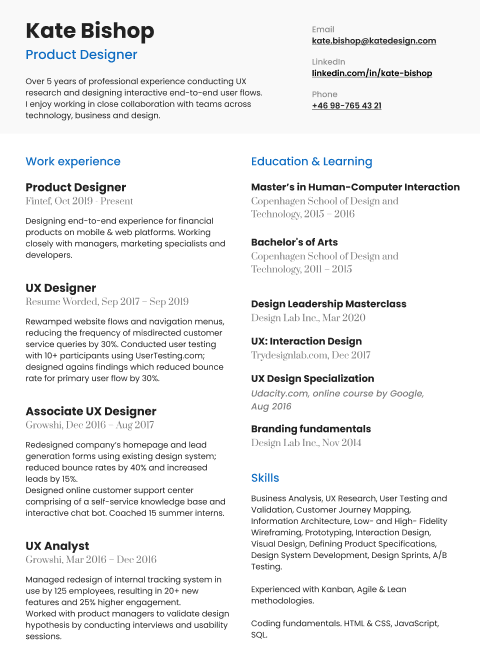 Kate Bishop
Product Designer
Over 5 years of professional experience conducting UX
research and designing interactive end-to-end user flows.
I enjoy working in close collaboration with teams across
technology, business and design.
Email
kate.bishop@katedesign.com
LinkedIn
linkedin.com/in/kate-bishop
Phone
+46 98-765 43 21
Work experience
Product Designer
Fintef, Oct 2019 - Present
Designing end-to-end experience for financial
products on mobile & web platforms. Working
closely with managers, marketing specialists and
developers.
UX Designer
Resume Worded, Sep 2017 – Sep 2019
Rewamped website flows and navigation menus,
reducing the frequency of misdirected customer
service queries by 30%. Conducted user testing
with 10+ participants using UserTesting.com;
designed agains findings which reduced bounce
rate for primary user flow by 30%.
Associate UX Designer
Growshi, Dec 2016 – Aug 2017
Redesigned company's homepage and lead
generation forms using existing design system;
reduced bounce rates by 40% and increased
leads by 15%.
Designed online customer support center
comprising of a self-service knowledge base and
interactive chat bot. Coached 15 summer interns.
UX Analyst
Growshi, Mar 2016 – Dec 2016
Managed redesign of internal tracking system in
use by 125 employees, resulting in 20+ new
features and 25% higher engagement.
Worked with product managers to validate design
hypothesis by conducting interviews and usability
sessions.
Education & Learning
Master's in Human-Computer Interaction
Copenhagen School of Design and
Technology, 2015 – 2016
Bachelor's of Arts
Copenhagen School of Design and
Technology, 2011 – 2015
Design Leadership Masterclass
Design Lab Inc., Mar 2020
UX: Interaction Design
Trydesignlab.com, Dec 2017
UX Design Specialization
Udacity.com, online course by Google,
Aug 2016
Branding fundamentals
Design Lab Inc., Nov 2014
Skills
Business Analysis, UX Research, User Testing and
Validation, Customer Journey Mapping,
Information Architecture, Low- and High- Fidelity
Wireframing, Prototyping, Interaction Design,
Visual Design, Defining Product Specifications,
Design System Development, Design Sprints, A/B
Testing.
Experienced with Kanban, Agile & Lean
methodologies.
Coding fundamentals. HTML & CSS, JavaScript,
SQL.